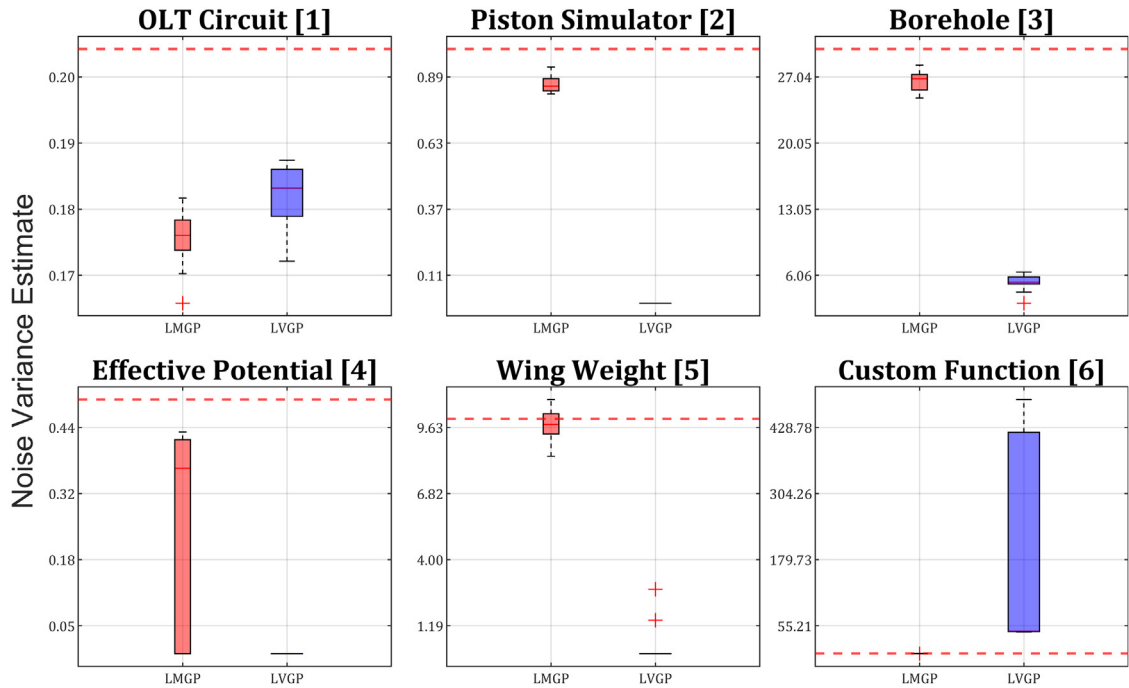 OLT Circuit [1]
Piston Simulator [2]
Borehole [3]
Noise Variance Estimate
0.20
0.19
0.18
0.17
LMGP
LVGP
0.89
0.63
0.37
0.11
LMGP
LVGP
27.04
20.05
13.05
6.06
LMGP
LVGP
Effective Potential [4]
Wing Weight [5]
Custom Function [6]
0.44
0.32
0.18
0.05
LMGP
LVGP
9.63
6.82
4.00
1.19
LMGP
LVGP
428.78
304.26
179.73
55.21
LMGP
LVGP